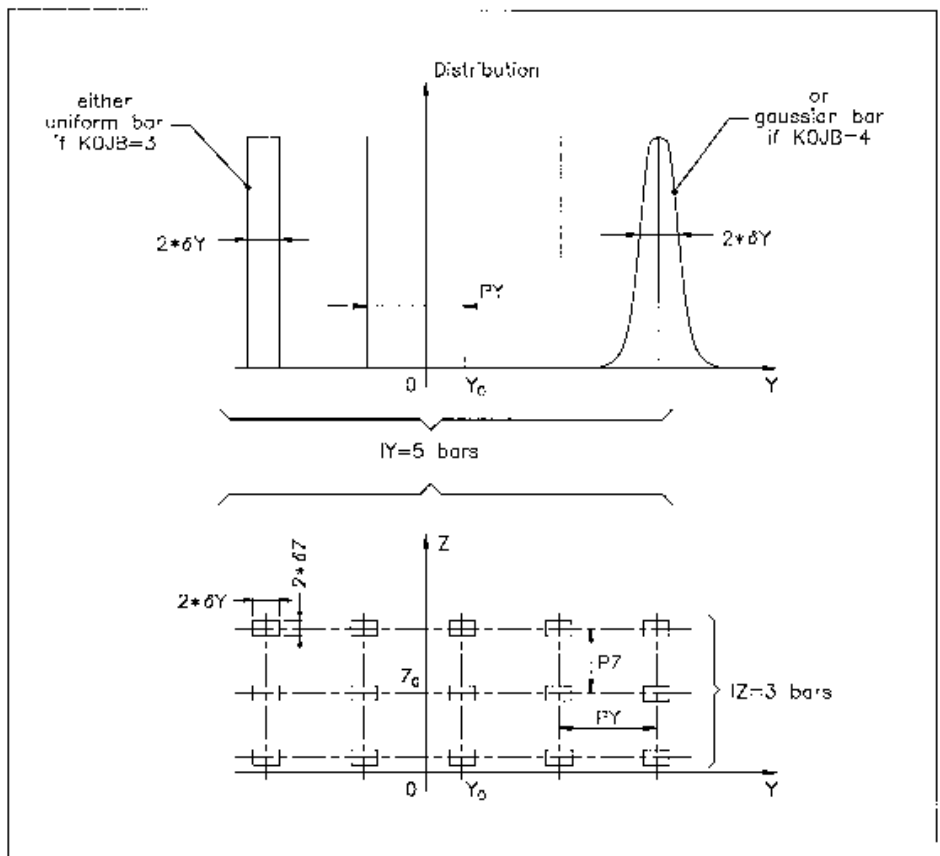 Distribution
either
uniform bar
if KOJB=3
or
gaussian bar
if KOJB=4
2*δY
2*δY
PY
0
Y₀
Y
IY=5 bars
Z
2*δZ
2*δY
PZ
Z₀
IZ=3 bars
PY
0
Y₀
Y